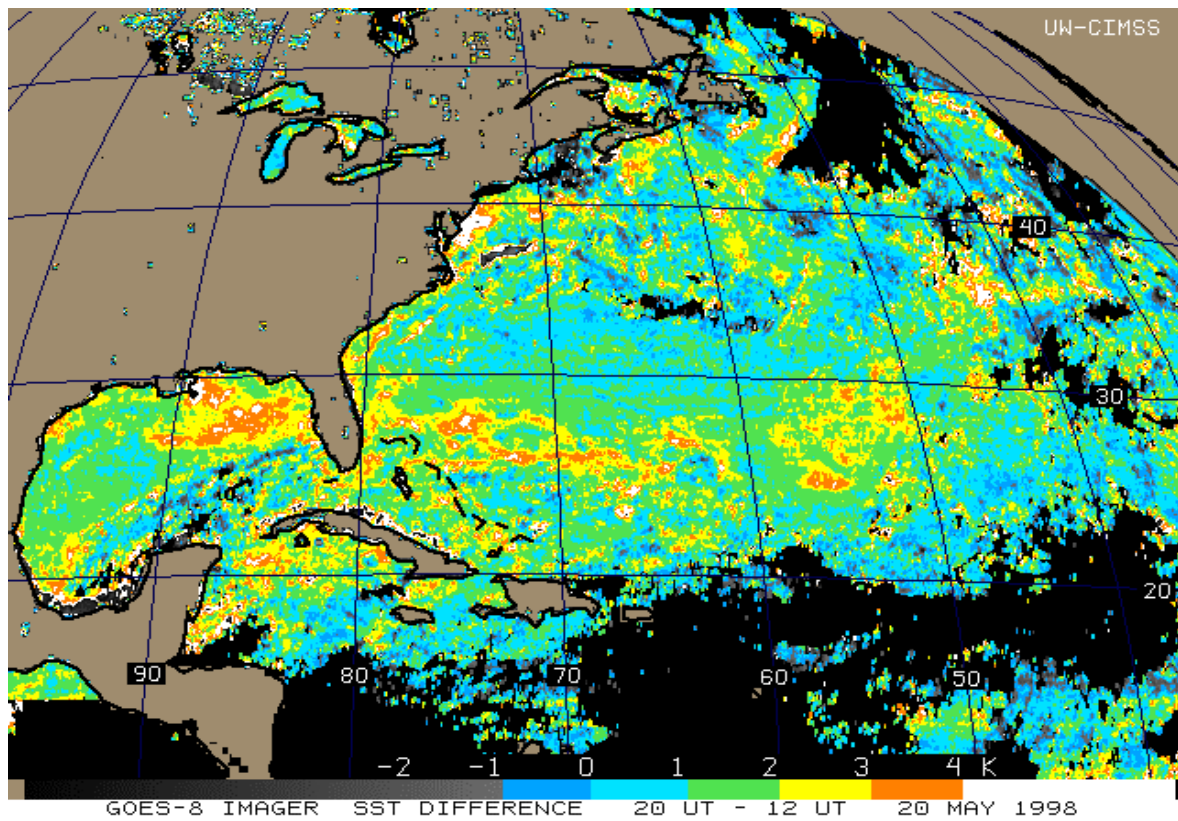 UW-CIMSS
40
30
20
90 80 70 60 50
-2 -1 0 1 2 3 4 K
GOES-8 IMAGER SST DIFFERENCE 20 UT - 12 UT 20 MAY 1998